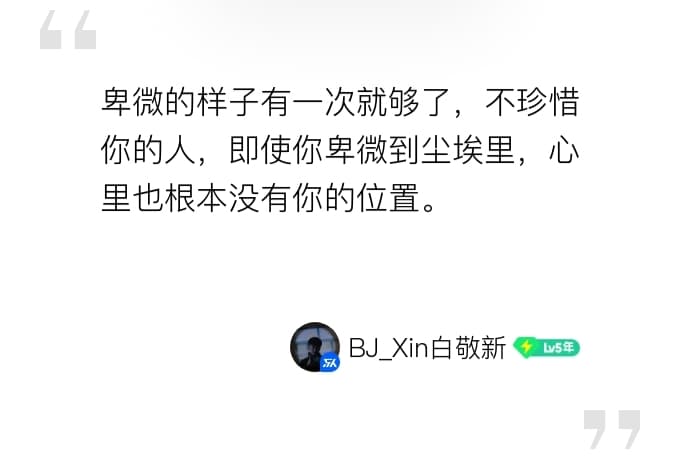 卑微的样子有一次就够了，不珍惜
你的人，即使你卑微到尘埃里，心
里也根本没有你的位置。
BJ_Xin白敬新 Lv5年